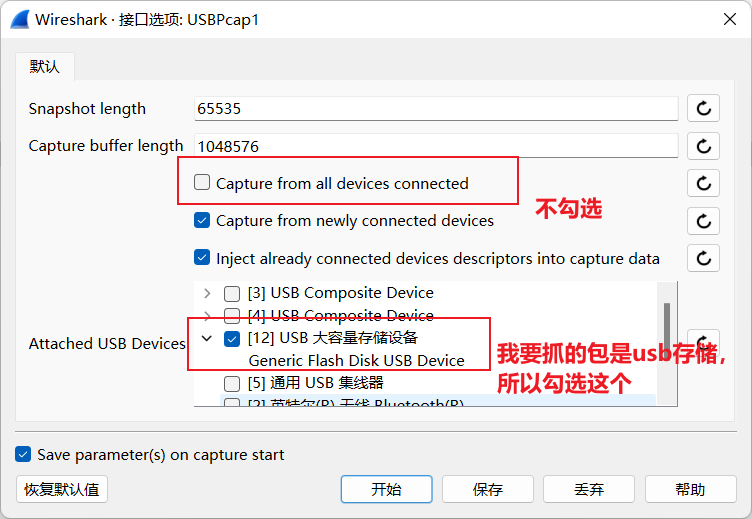 Wireshark · 接口选项: USBPcap1
默认
Snapshot length
65535
Capture buffer length
1048576
Capture from all devices connected
不勾选
Capture from newly connected devices
Inject already connected devices descriptors into capture data
Attached USB Devices
[3] USB Composite Device
[4] USB Composite Device
[12] USB 大容量存储设备
Generic Flash Disk USB Device
[5] 通用 USB 集线器
[2] 英特尔(R) 无线 Bluetooth(R)
我要抓的包是usb存储，
所以勾选这个
Save parameter(s) on capture start
恢复默认值
开始
保存
丢弃
帮助